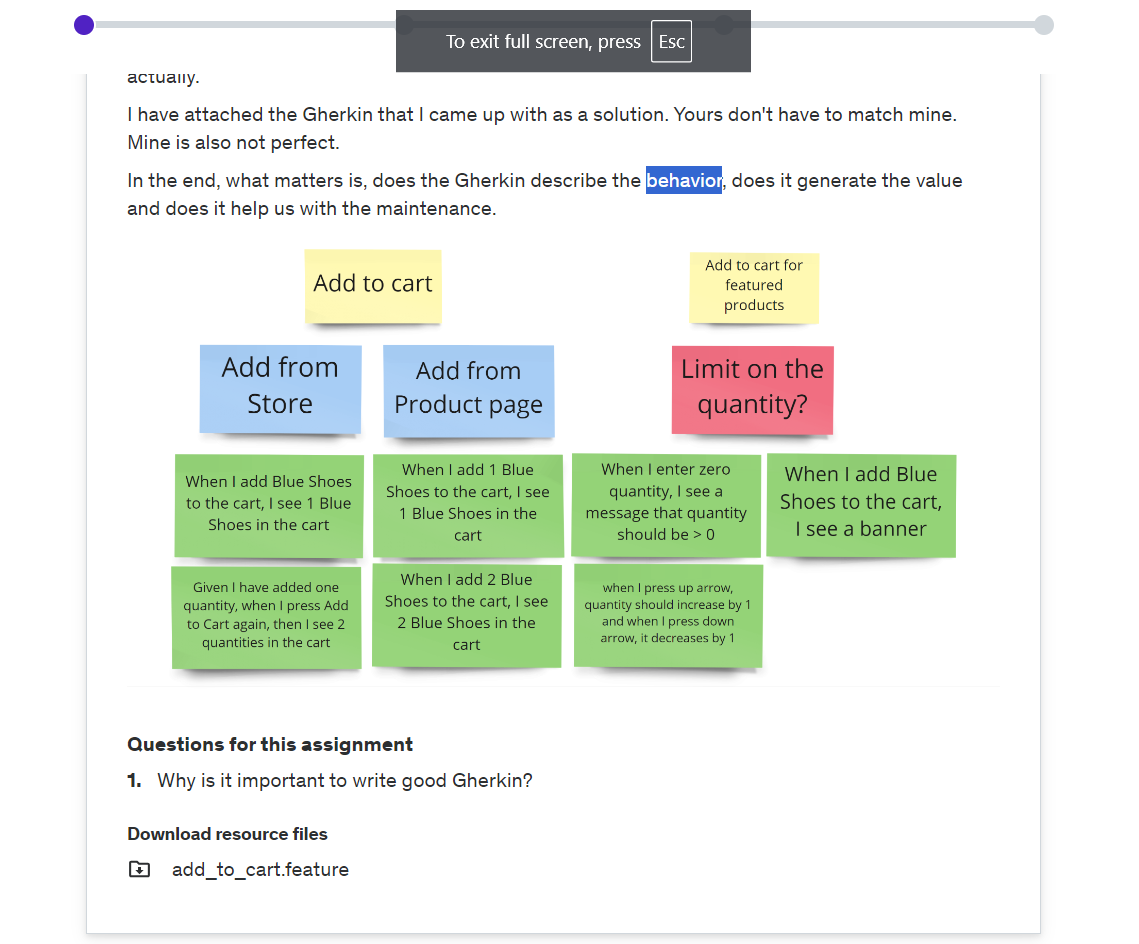 To exit full screen, press Esc
actually.
I have attached the Gherkin that I came up with as a solution. Yours don't have to match mine.
Mine is also not perfect.
In the end, what matters is, does the Gherkin describe the behavior, does it generate the value
and does it help us with the maintenance.
Add to cart
Add to cart for
featured
products
Add from
Store
Add from
Product page
Limit on the
quantity?
When I add Blue Shoes
to the cart, I see 1 Blue
Shoes in the cart
When I add 1 Blue
Shoes to the cart, I see
1 Blue Shoes in the
cart
When I enter zero
quantity, I see a
message that quantity
should be > 0
When I add Blue
Shoes to the cart,
I see a banner
Given I have added one
quantity, when I press Add
to Cart again, then I see 2
quantities in the cart
When I add 2 Blue
Shoes to the cart, I see
2 Blue Shoes in the
cart
when I press up arrow,
quantity should increase by 1
and when I press down
arrow, it decreases by 1
Questions for this assignment
1. Why is it important to write good Gherkin?
Download resource files
add_to_cart.feature